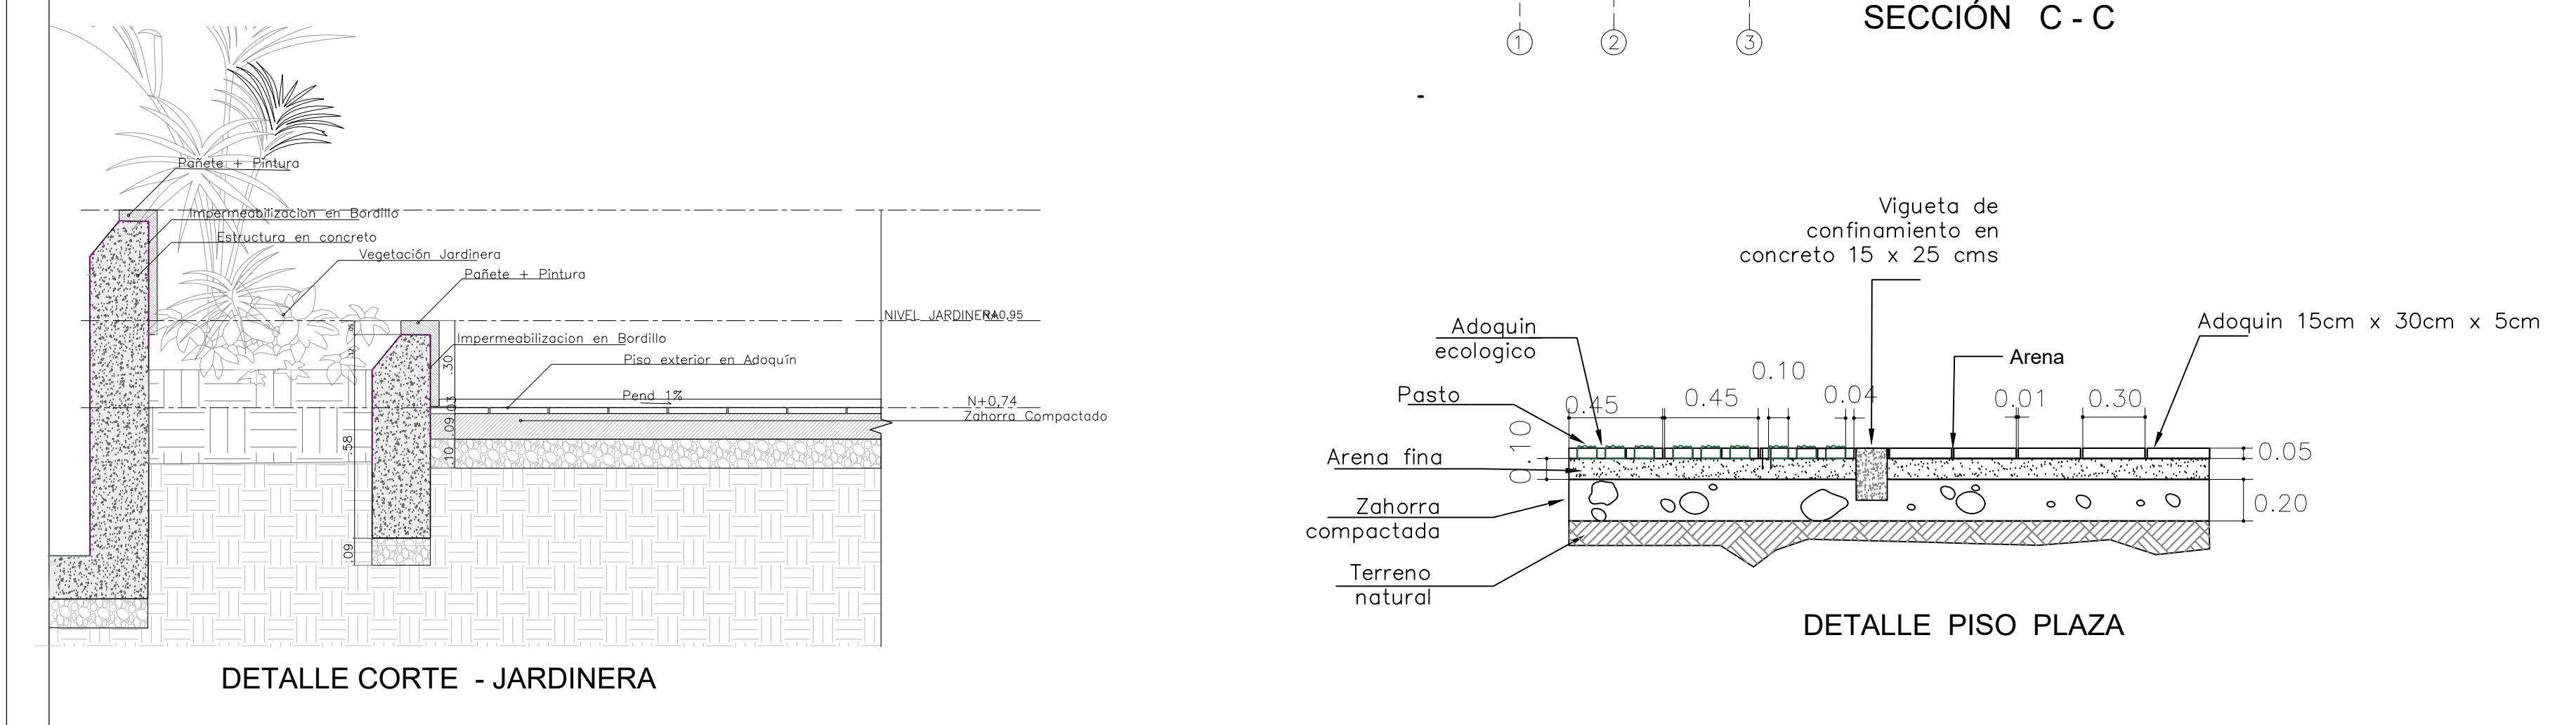 SECCIÓN C - C
1
2
3
-
Pañete + Pintura
Impermeabilizacion en Bordillo
Estructura en concreto
Vegetación Jardinera
Pañete + Pintura
NIVEL JARDINERA
0,95
Impermeabilizacion en Bordillo
Piso exterior en Adoquín
.30
Pend 1%
N+0,74
Zahorra Compactado
.03
.09
.10
.58
.09
DETALLE CORTE - JARDINERA
Vigueta de
confinamiento en
concreto 15 x 25 cms
Adoquin
ecologico
Adoquin 15cm x 30cm x 5cm
Arena
Pasto
0.45
0.45
0.10
0.04
0.01
0.30
Arena fina
0.10
0.05
Zahorra
compactada
0.20
Terreno
natural
DETALLE PISO PLAZA